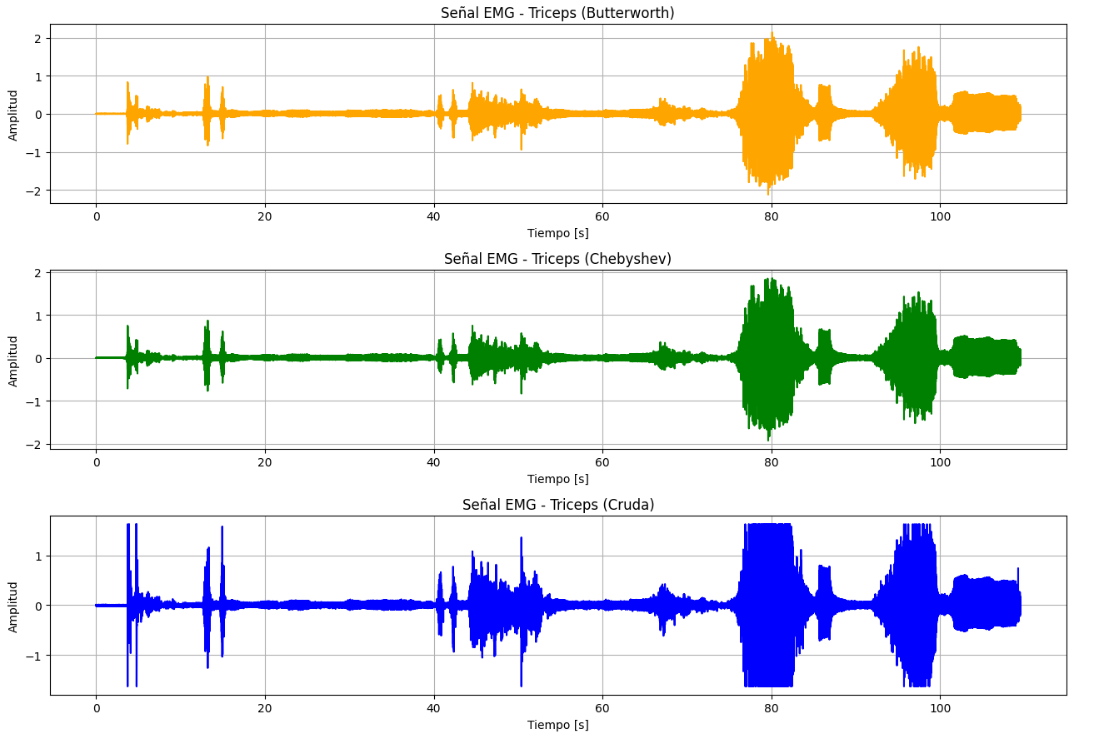 Señal EMG - Triceps (Butterworth)
2
1
0
−1
−2
Amplitud
0 20 40 60 80 100
Tiempo [s]
Señal EMG - Triceps (Chebyshev)
2
1
0
−1
−2
Amplitud
0 20 40 60 80 100
Tiempo [s]
Señal EMG - Triceps (Cruda)
1
0
−1
Amplitud
0 20 40 60 80 100
Tiempo [s]